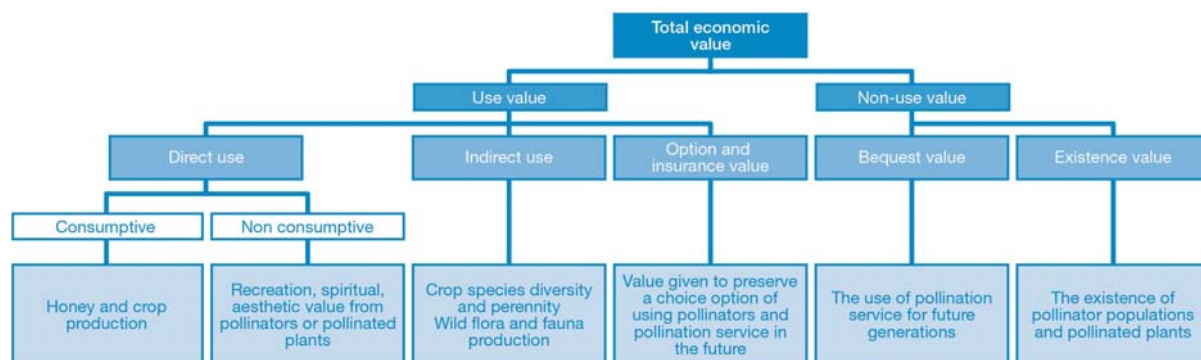 Total economic
value
Use value
Non-use value
Direct use
Indirect use
Option and
insurance value
Bequest value
Existence value
Consumptive
Non consumptive
Honey and crop
production
Recreation, spiritual,
aesthetic value from
pollinators or pollinated
plants
Crop species diversity
and perennity
Wild flora and fauna
production
Value given to preserve
a choice option of
using pollinators and
pollination service in
the future
The use of pollination
service for future
generations
The existence of
pollinator populations
and pollinated plants